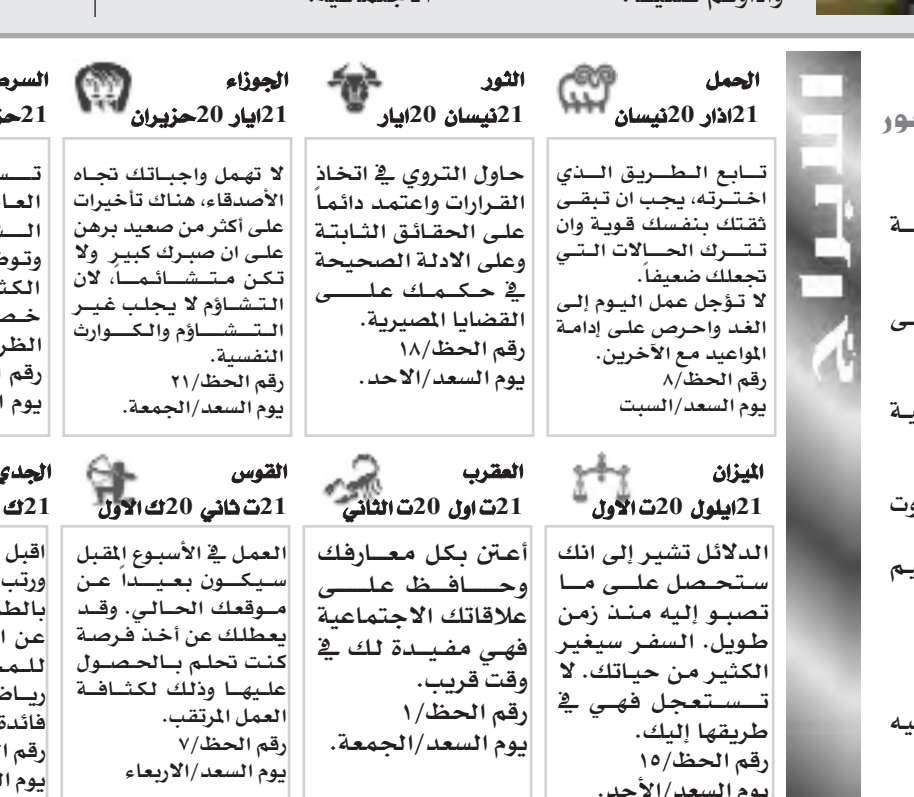 الحمل
21اذار 20نيسان
تابع الطريق الذي
اخترته، يجب ان تبقى
ثقتك بنفسك قوية وان
تترك الحالات التي
تجعلك ضعيفاً.
لا تؤجل عمل اليوم إلى
الغد واحرص على إدامة
المواعيد مع الآخرين.
رقم الحظ/٨
يوم السعد/السبت
الثور
21نيسان 20ايار
حاول التروي في اتخاذ
القرارات واعتمد دائماً
على الحقائق الثابتة
وعلى الادلة الصحيحة
في حكمك على
القضايا المصيرية.
رقم الحظ/١٨
يوم السعد/الاحد.
الجوزاء
21ايار 20حزيران
لا تهمل واجباتك تجاه
الأصدقاء، هناك تأخيرات
على أكثر من صعيد برهن
على ان صبرك كبير ولا
تكن متشائماً، لان
التشاؤم لا يجلب غير
التشاؤم والكوارث
النفسية.
رقم الحظ/٢١
يوم السعد/الجمعة.
الميزان
21ايلول 20ت الاول
الدلائل تشير إلى انك
ستحصل على ما
تصبو إليه منذ زمن
طويل. السفر سيغير
الكثير من حياتك. لا
تستعجل فهي في
طريقها إليك.
رقم الحظ/١٥
يوم السعد/الأحد.
العقرب
21ت اول 20ت الثاني
أعتن بكل معارفك
وحافظ على
علاقاتك الاجتماعية
فهي مفيدة لك في
وقت قريب.
رقم الحظ/١
يوم السعد/الجمعة.
القوس
21ت ثاني 20ك الاول
العمل في الأسبوع المقبل
سيكون بعيداً عن
موقعك الحالي. وقد
يعطلك عن أخذ فرصة
كنت تحلم بالحصول
عليها وذلك لكثافة
العمل المرتقب.
رقم الحظ/٧
يوم السعد/الاربعاء
الجدي
21ك
اقبل
ورتب
فائدة
رقم
يوم